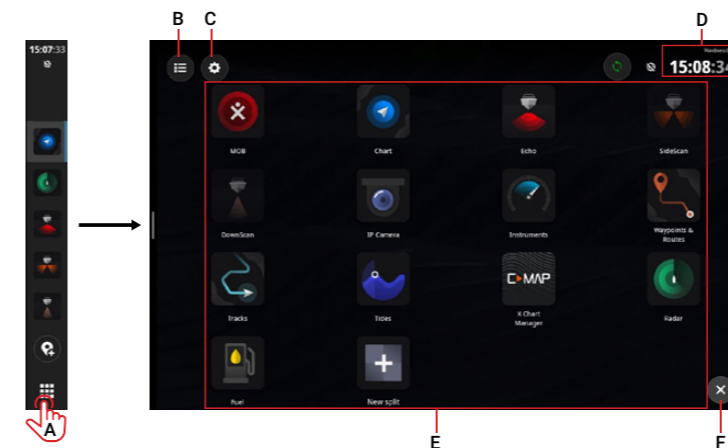 B C D
15:07:33
Wednesd
15:08:34
MOB Chart Echo SideScan
DownScan IP Camera Instruments Waypoints &
Routes
Tracks Tides C-MAP
X Chart
Manager
Radar
Fuel New split
A
E F